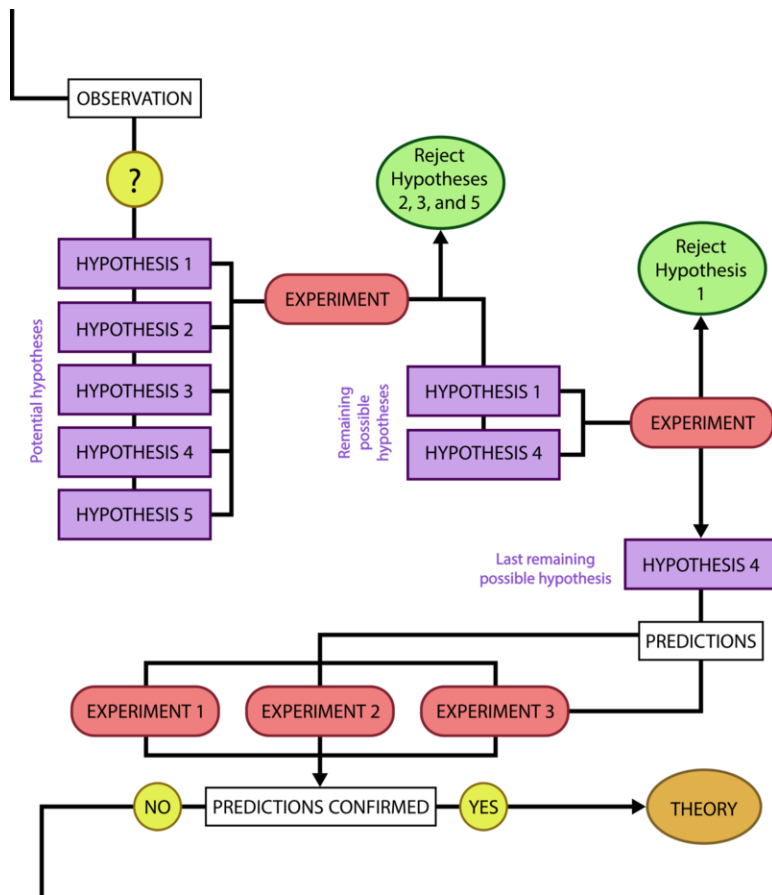 OBSERVATION
?
Potential hypotheses
HYPOTHESIS 1
HYPOTHESIS 2
HYPOTHESIS 3
HYPOTHESIS 4
HYPOTHESIS 5
EXPERIMENT
Reject
Hypotheses
2, 3, and 5
Remaining
possible
hypotheses
HYPOTHESIS 1
HYPOTHESIS 4
EXPERIMENT
Reject
Hypothesis
1
Last remaining
possible hypothesis
HYPOTHESIS 4
PREDICTIONS
EXPERIMENT 1
EXPERIMENT 2
EXPERIMENT 3
NO
PREDICTIONS CONFIRMED
YES
THEORY